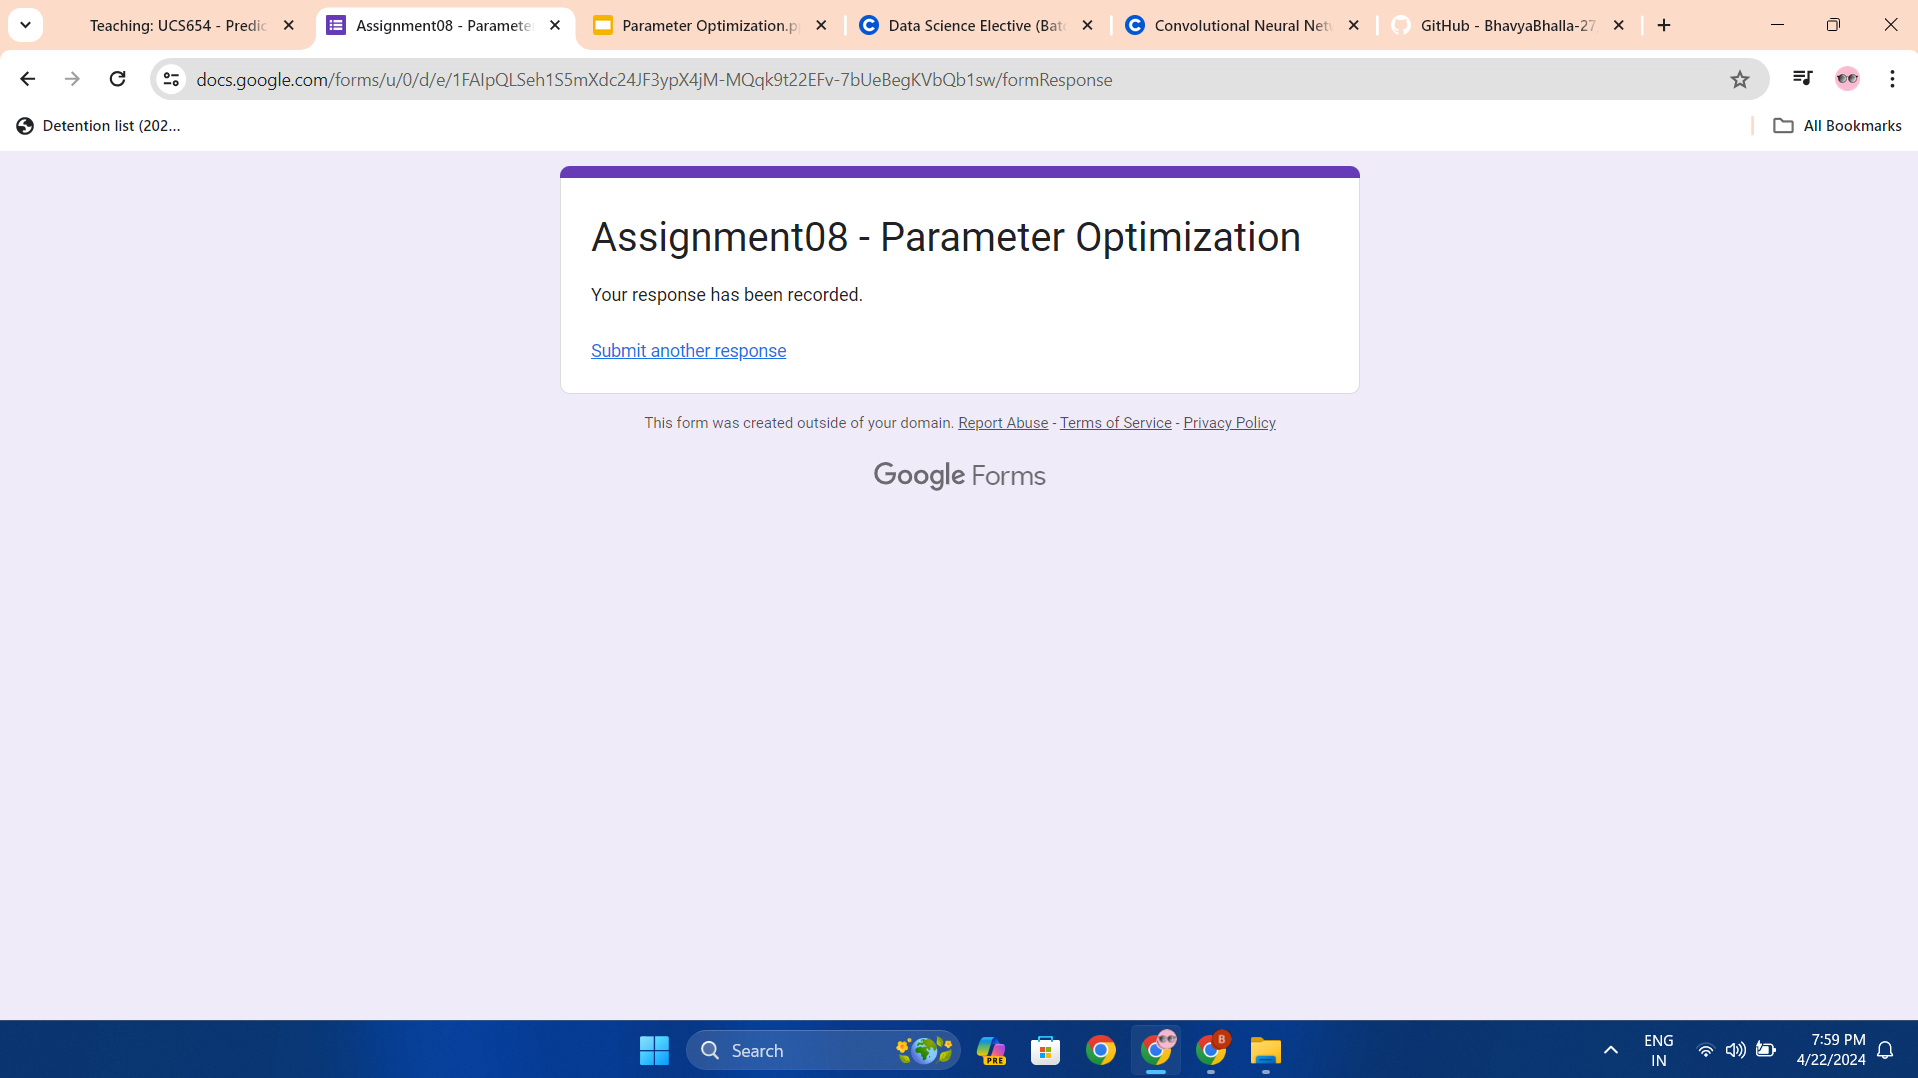 Teaching: UCS654 - Predic
Assignment08 - Paramete
Parameter Optimization.p
Data Science Elective (Bat
Convolutional Neural Net
GitHub - BhavyaBhalla-27
docs.google.com/forms/u/0/d/e/1FAIpQLSeh1S5mXdc24JF3ypX4jM-MQqk9t22EFv-7bUeBegKVbQb1sw/formResponse
Detention list (202...
All Bookmarks
Assignment08 - Parameter Optimization
Your response has been recorded.
Submit another response
This form was created outside of your domain. Report Abuse - Terms of Service - Privacy Policy
Google Forms
Search
PRE
B
ENG
IN
7:59 PM
4/22/2024